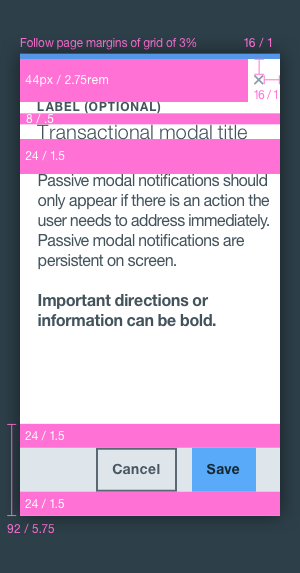 Follow page margins of grid of 3% 16 / 1
44px / 2.75rem
16 / 1
LABEL (OPTIONAL)
8 / .5
Transactional modal title
24 / 1.5
Passive modal notifications should
only appear if there is an action the
user needs to address immediately.
Passive modal notifications are
persistent on screen.
Important directions or
information can be bold.
24 / 1.5
Cancel Save
24 / 1.5
92 / 5.75